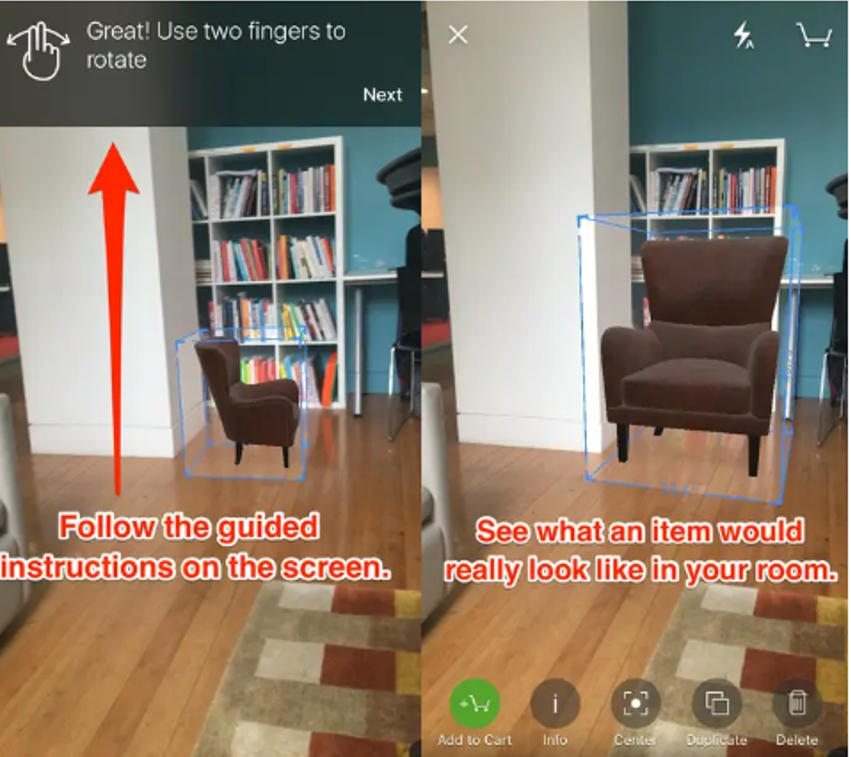 Great! Use two fingers to
rotate
Next
Follow the guided
instructions on the screen.
See what an item would
really look like in your room.
Add to Cart
Info
Center
Duplicate
Delete